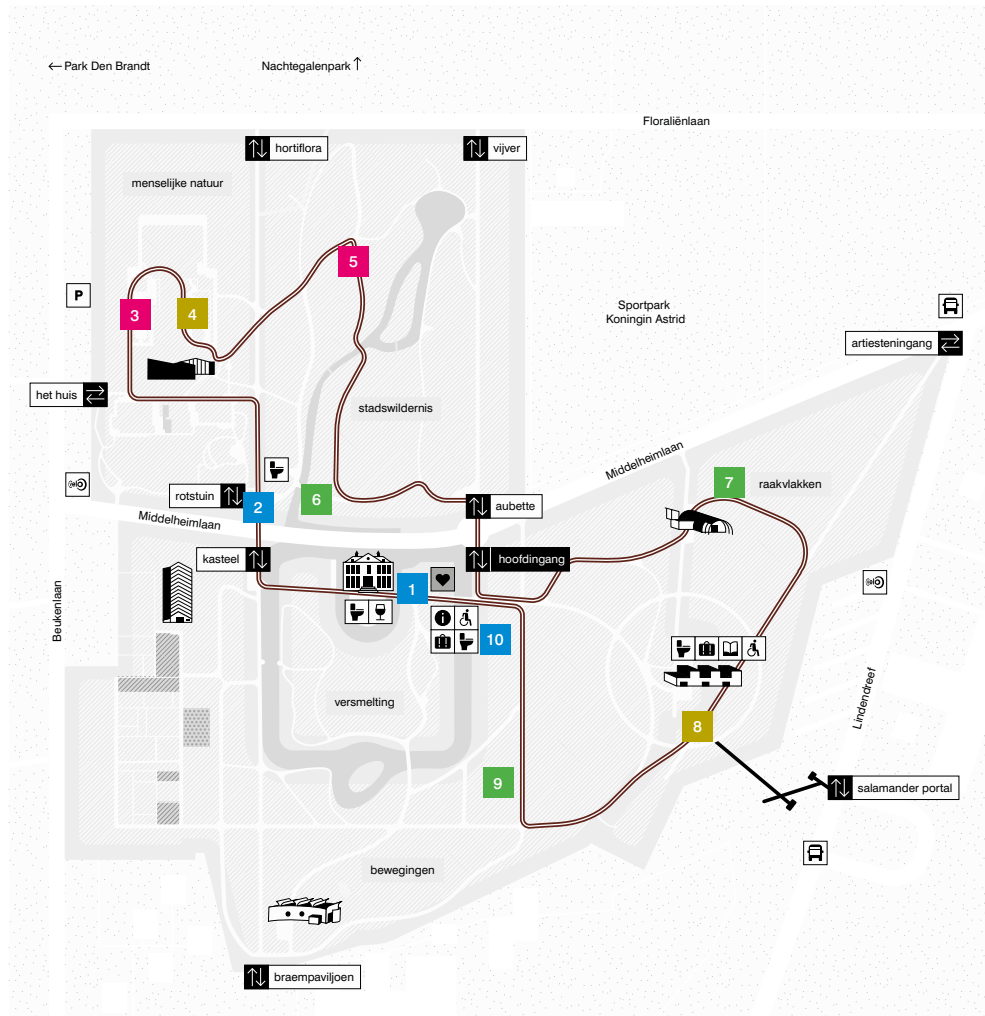 ← Park Den Brandt
Nachtegalenpark ↑
Floraliënlaan
hortiflora
vijver
menselijke natuur
5
P
3
4
Sportpark
Koningin Astrid
artiesteningang
het huis
stadswildernis
Middelheimlaan
7
raakvlakken
rotstuin
2
6
aubette
Middelheimlaan
kasteel
hoofdingang
1
Beukenlaan
10
versmelting
8
Lindendreef
9
salamander portal
bewegingen
braempaviljoen